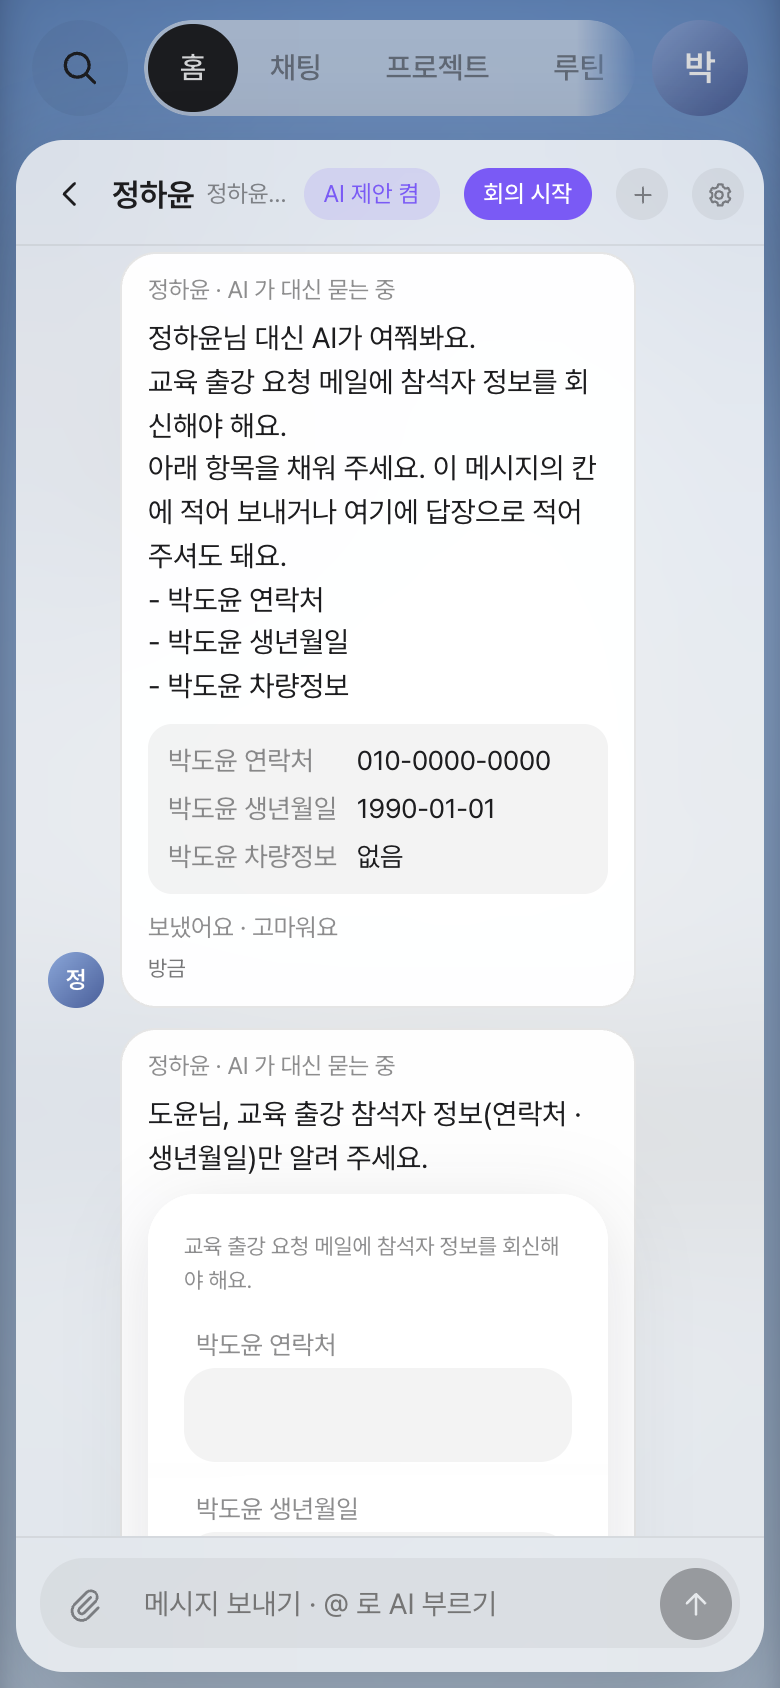 홈 채팅 프로젝트 루틴 박
정하윤 정하윤... AI 제안 켬 회의 시작
정하윤 · AI 가 대신 묻는 중
정하윤님 대신 AI가 여쭤봐요.
교육 출강 요청 메일에 참석자 정보를 회
신해야 해요.
아래 항목을 채워 주세요. 이 메시지의 칸
에 적어 보내거나 여기에 답장으로 적어
주셔도 돼요.
- 박도윤 연락처
- 박도윤 생년월일
- 박도윤 차량정보
박도윤 연락처 010-0000-0000
박도윤 생년월일 1990-01-01
박도윤 차량정보 없음
보냈어요 · 고마워요
방금
정
정하윤 · AI 가 대신 묻는 중
도윤님, 교육 출강 참석자 정보(연락처 ·
생년월일)만 알려 주세요.
교육 출강 요청 메일에 참석자 정보를 회신해
야 해요.
박도윤 연락처
박도윤 생년월일
메시지 보내기 · @ 로 AI 부르기